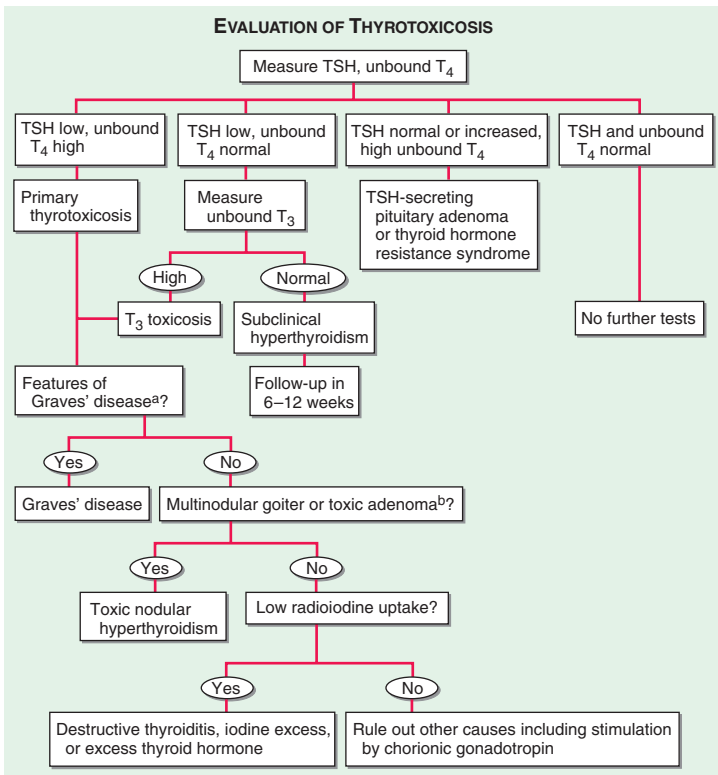 EVALUATION OF THYROTOXICOSIS
Measure TSH, unbound T4
TSH low, unbound
T4 high
TSH low, unbound
T4 normal
TSH normal or increased,
high unbound T4
TSH and unbound
T4 normal
Primary
thyrotoxicosis
Measure
unbound T3
TSH-secreting
pituitary adenoma
or thyroid hormone
resistance syndrome
High
Normal
T3 toxicosis
Subclinical
hyperthyroidism
No further tests
Features of
Graves' diseaseª?
Follow-up in
6–12 weeks
Yes
No
Graves' disease
Multinodular goiter or toxic adenomaᵇ?
Yes
No
Toxic nodular
hyperthyroidism
Low radioiodine uptake?
Yes
No
Destructive thyroiditis, iodine excess,
or excess thyroid hormone
Rule out other causes including stimulation
by chorionic gonadotropin